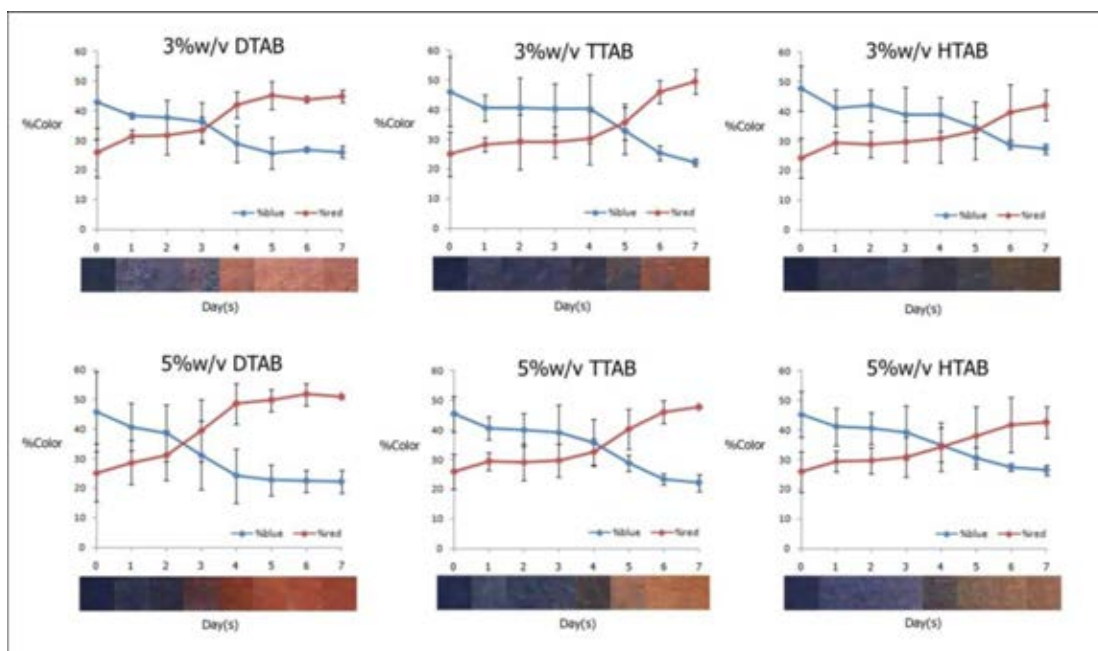 3%w/v DTAB
60
50
40
%Color
30
20
10
0
%blue %red
0 1 2 3 4 5 6 7
Day(s)
3%w/v TTAB
60
50
40
%Color
30
20
10
0
%blue %red
0 1 2 3 4 5 6 7
Day(s)
3%w/v HTAB
60
50
40
%Color
30
20
10
0
%blue %red
0 1 2 3 4 5 6 7
Day(s)
5%w/v DTAB
60
50
40
%Color
30
20
10
0
%blue %red
0 1 2 3 4 5 6 7
Day(s)
5%w/v TTAB
60
50
40
%Color
30
20
10
0
%blue %red
0 1 2 3 4 5 6 7
Day(s)
5%w/v HTAB
60
50
40
%Color
30
20
10
0
%blue %red
0 1 2 3 4 5 6 7
Day(s)